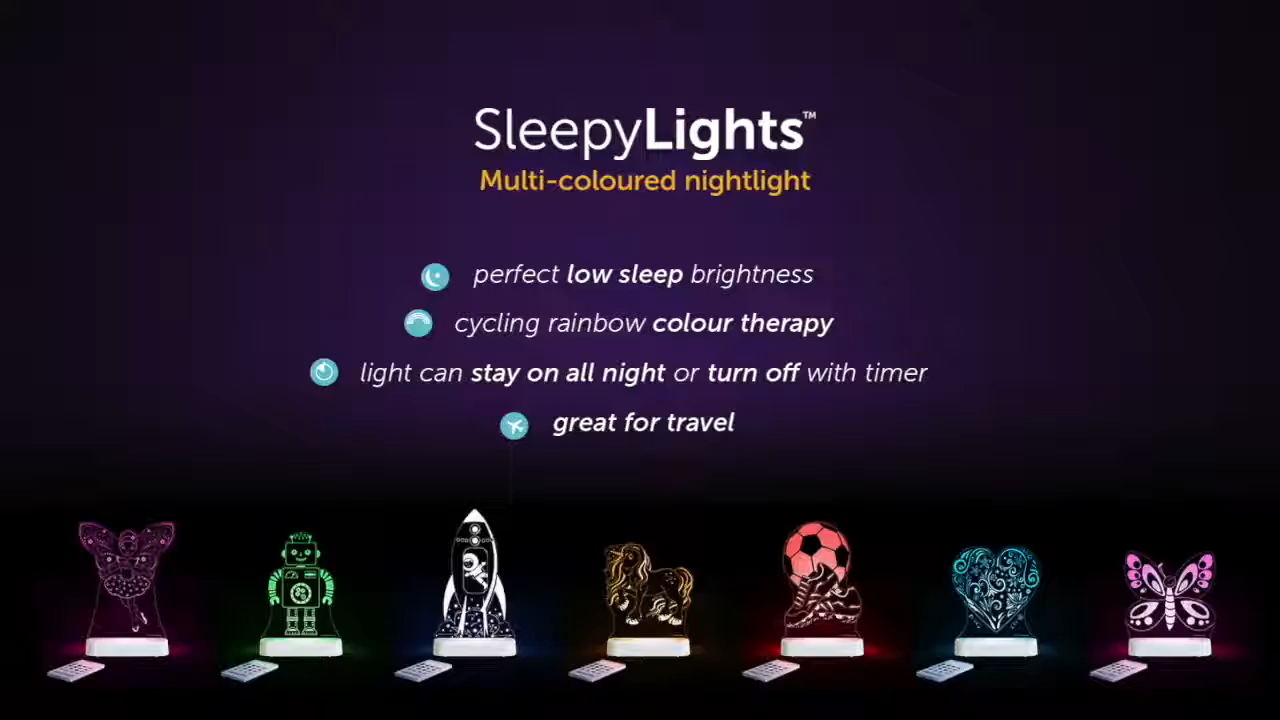 SleepyLights™
Multi-coloured nightlight
perfect low sleep brightness
cycling rainbow colour therapy
light can stay on all night or turn off with timer
great for travel